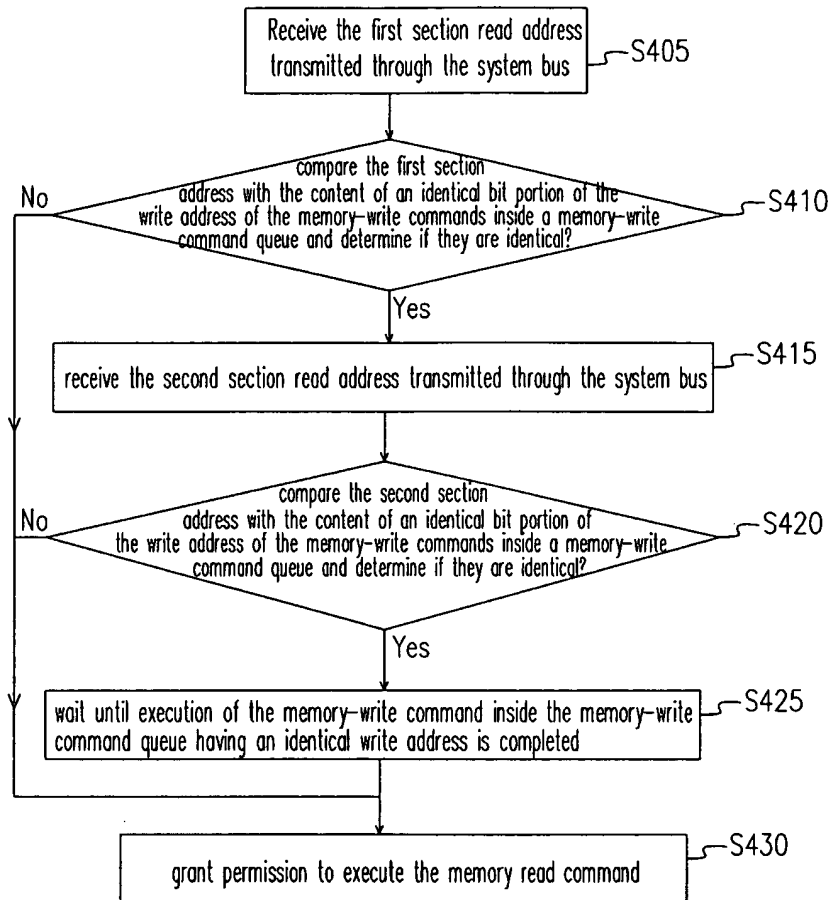 Receive the first section read address
transmitted through the system bus
S405
compare the first section
address with the content of an identical bit portion of the
write address of the memory-write commands inside a memory-write
command queue and determine if they are identical?
No
S410
Yes
receive the second section read address transmitted through the system bus
S415
compare the second section
address with the content of an identical bit portion of
the write address of the memory-write commands inside a memory-write
command queue and determine if they are identical?
No
S420
Yes
wait until execution of the memory-write command inside the memory-write
command queue having an identical write address is completed
S425
grant permission to execute the memory read command
S430